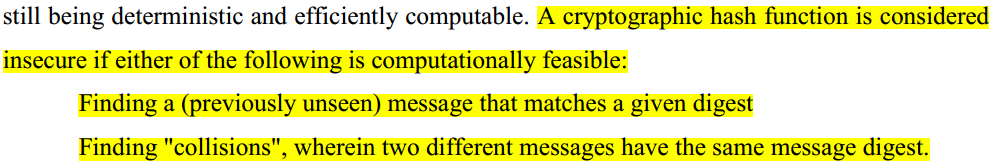 still being deterministic and efficiently computable. A cryptographic hash function is considered
insecure if either of the following is computationally feasible:
Finding a (previously unseen) message that matches a given digest
Finding "collisions", wherein two different messages have the same message digest.